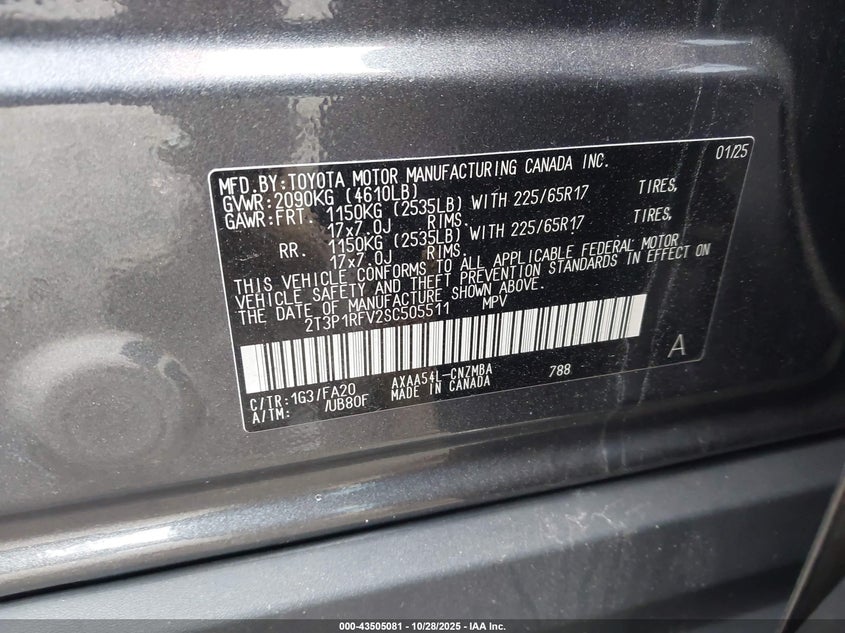 MFD.BY:TOYOTA MOTOR MANUFACTURING CANADA INC. 01/25
GVWR:2090KG (4610LB)
GAWR:FRT. 1150KG (2535LB) WITH 225/65R17 TIRES,
17x7.0J RIMS.
RR. 1150KG (2535LB) WITH 225/65R17 TIRES,
17x7.0J RIMS.
THIS VEHICLE CONFORMS TO ALL APPLICABLE FEDERAL MOTOR
VEHICLE SAFETY AND THEFT PREVENTION STANDARDS IN EFFECT ON
THE DATE OF MANUFACTURE SHOWN ABOVE.
2T3P1RFV2SC505511 MPV
A
C/TR:1G3/FA20 AXAA54L-CNZMBA 788
A/TM: /UB80F MADE IN CANADA
000-43505081 - 10/28/2025 - IAA Inc.